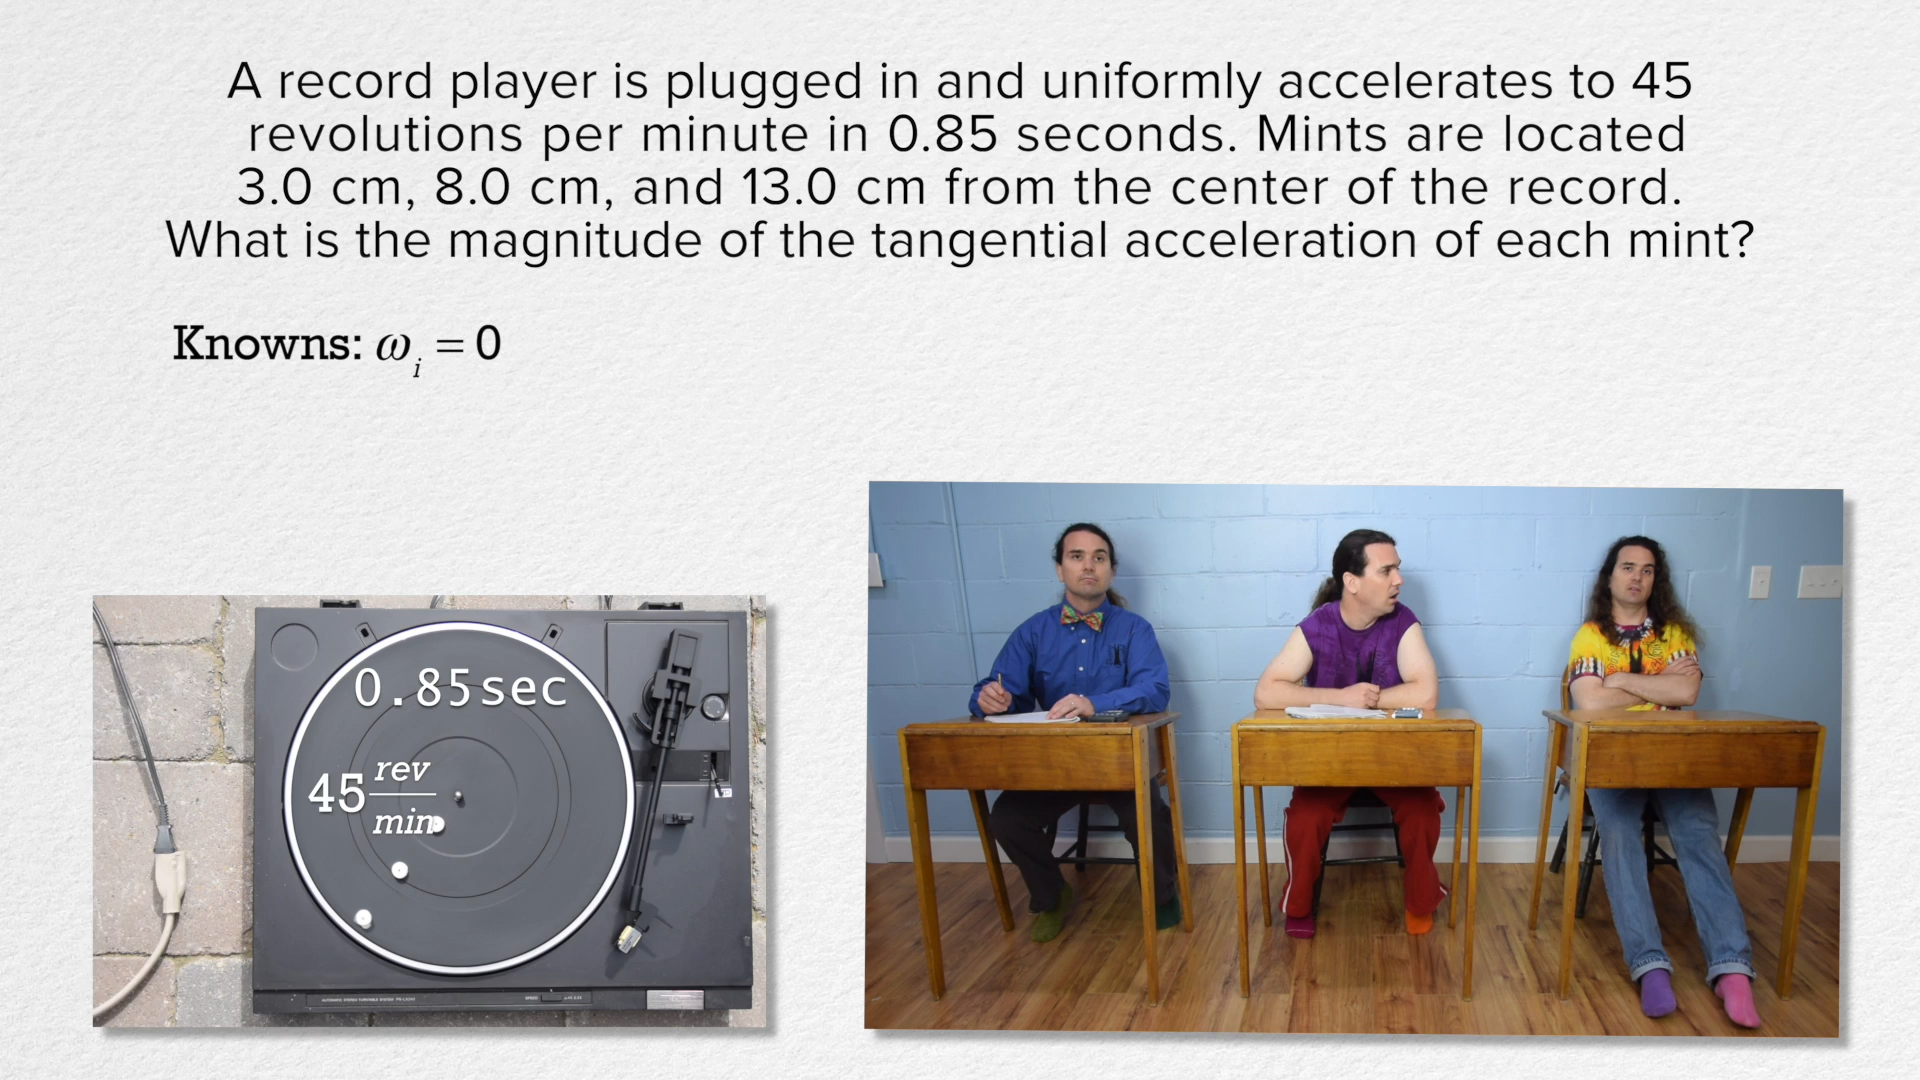 A record player is plugged in and uniformly accelerates to 45
revolutions per minute in 0.85 seconds. Mints are located
3.0 cm, 8.0 cm, and 13.0 cm from the center of the record.
What is the magnitude of the tangential acceleration of each mint?
Knowns: ωᵢ = 0
0.85sec
45 rev
min